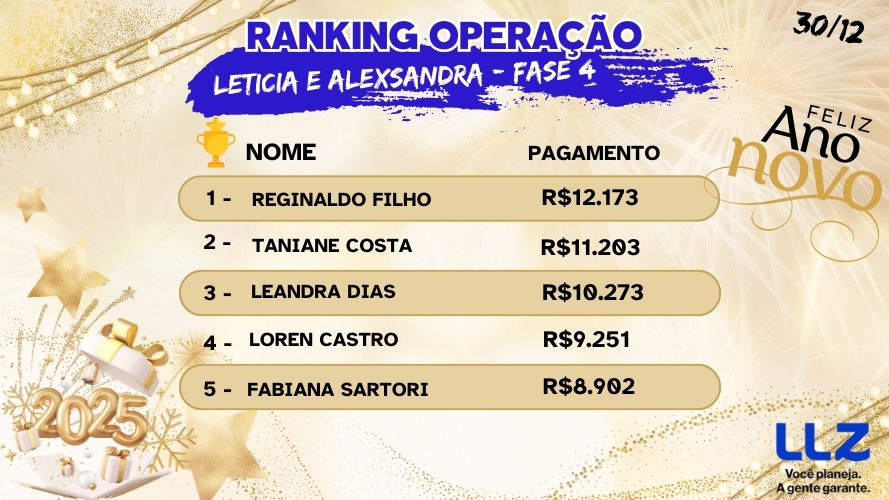 RANKING OPERAÇÃO
30/12
LETICIA E ALEXSANDRA - FASE 4
FELIZ
Ano
novo
NOME PAGAMENTO
1 - REGINALDO FILHO R$12.173
2 - TANIANE COSTA R$11.203
3 - LEANDRA DIAS R$10.273
4 - LOREN CASTRO R$9.251
5 - FABIANA SARTORI R$8.902
2025
LLZ
Você planeja.
A gente garante.